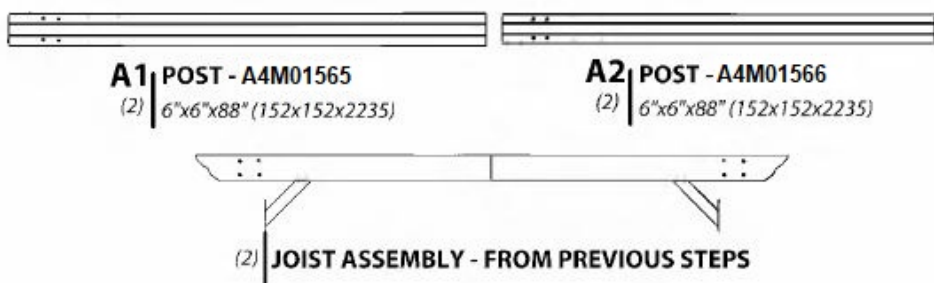 A1 POST - A4M01565
(2) 6"x6"x88" (152x152x2235)
A2 POST - A4M01566
(2) 6"x6"x88" (152x152x2235)
(2) JOIST ASSEMBLY - FROM PREVIOUS STEPS